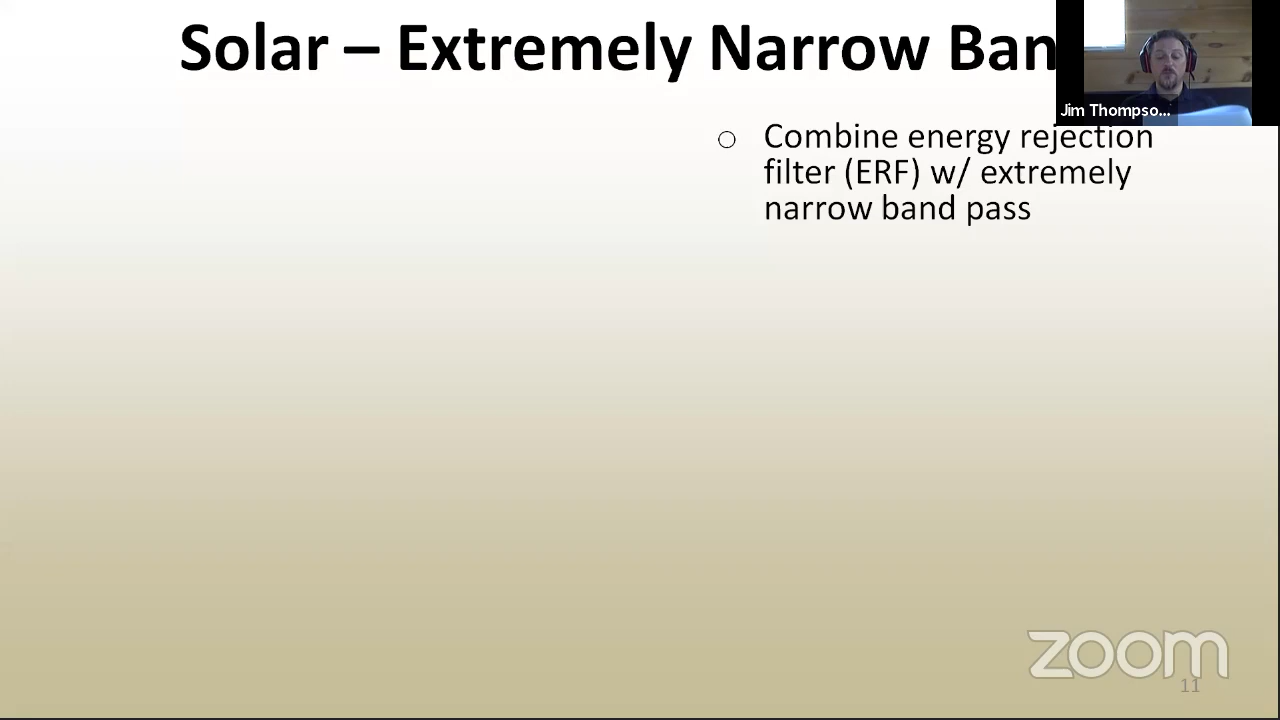 Solar – Extremely Narrow Ban
Jim Thompso...
Combine energy rejection
filter (ERF) w/ extremely
narrow band pass
zoom
11